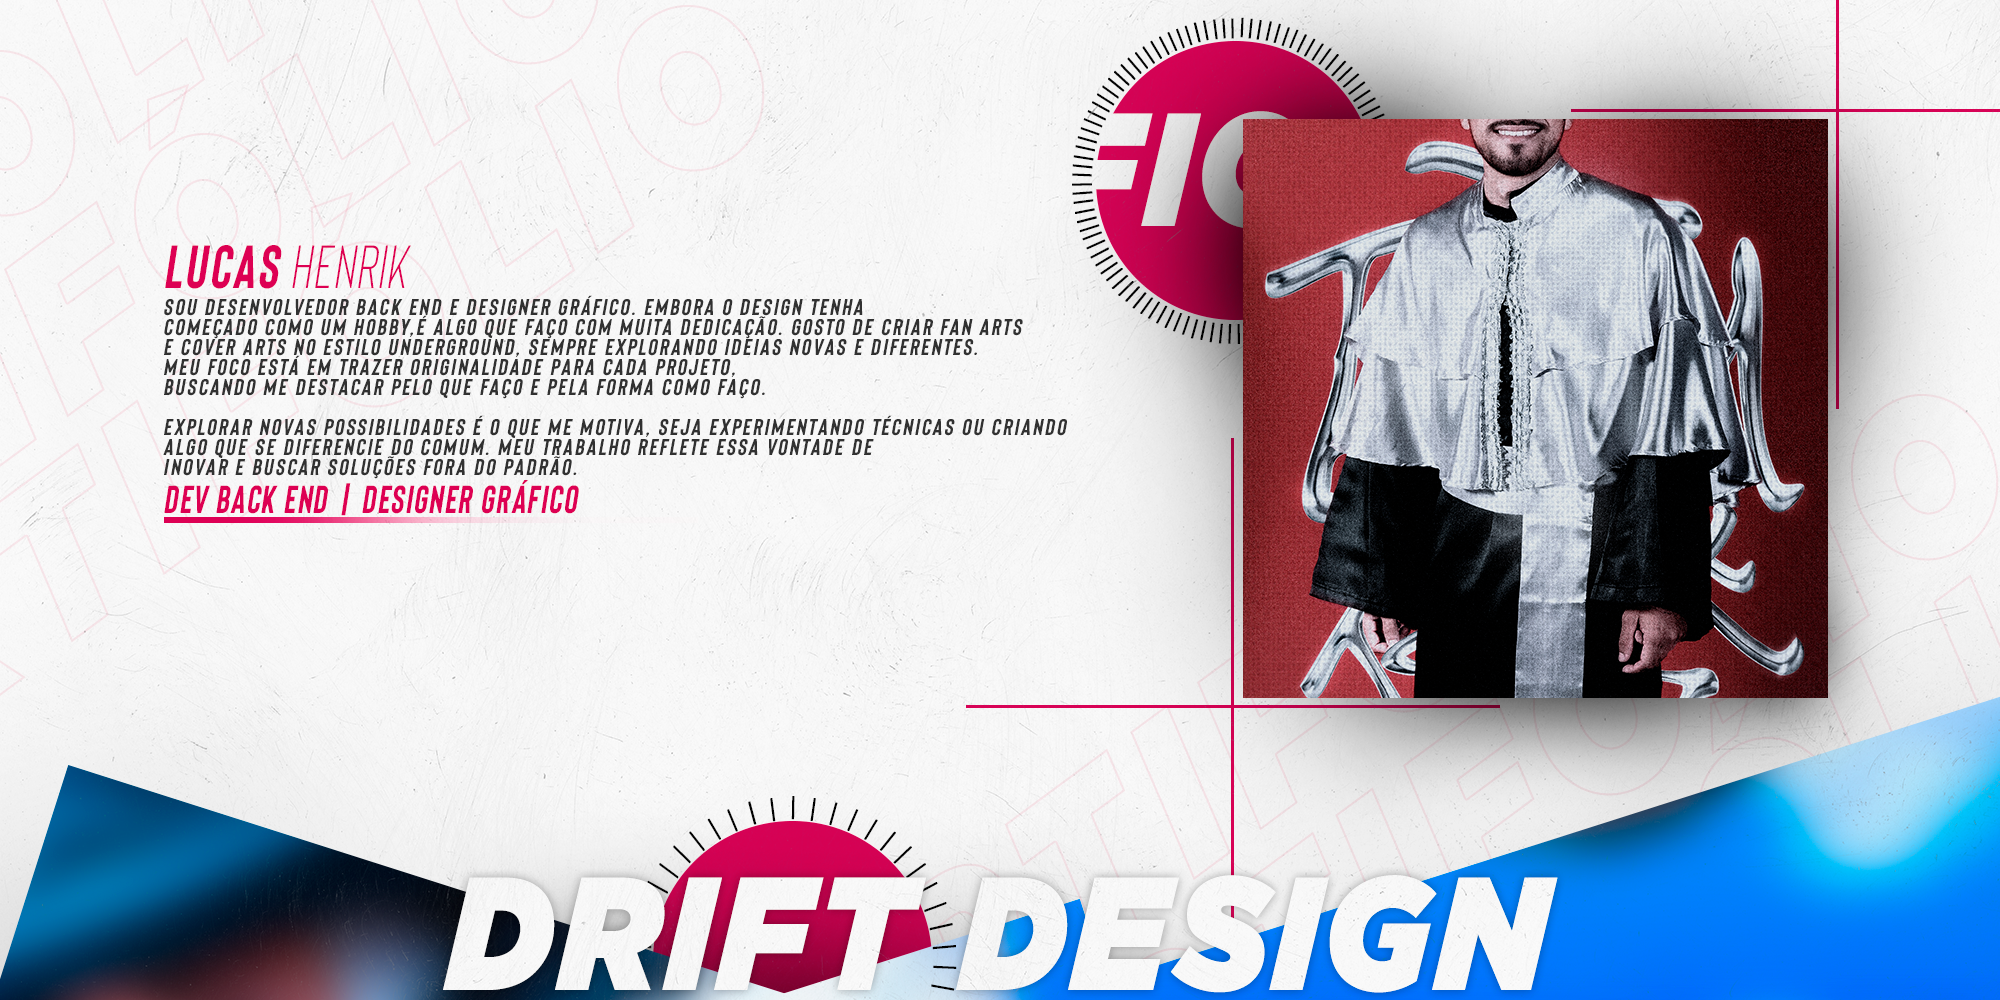 FIO
LUCAS HENRIK
SOU DESENVOLVEDOR BACK END E DESIGNER GRÁFICO. EMBORA O DESIGN TENHA
COMEÇADO COMO UM HOBBY,É ALGO QUE FAÇO COM MUITA DEDICAÇÃO. GOSTO DE CRIAR FAN ARTS
E COVER ARTS NO ESTILO UNDERGROUND, SEMPRE EXPLORANDO IDÉIAS NOVAS E DIFERENTES.
MEU FOCO ESTÁ EM TRAZER ORIGINALIDADE PARA CADA PROJETO,
BUSCANDO ME DESTACAR PELO QUE FAÇO E PELA FORMA COMO FAÇO.
EXPLORAR NOVAS POSSIBILIDADES É O QUE ME MOTIVA, SEJA EXPERIMENTANDO TÉCNICAS OU CRIANDO
ALGO QUE SE DIFERENCIE DO COMUM. MEU TRABALHO REFLETE ESSA VONTADE DE
INOVAR E BUSCAR SOLUÇÕES FORA DO PADRÃO.
DEV BACK END | DESIGNER GRÁFICO
DRIFT DESIGN